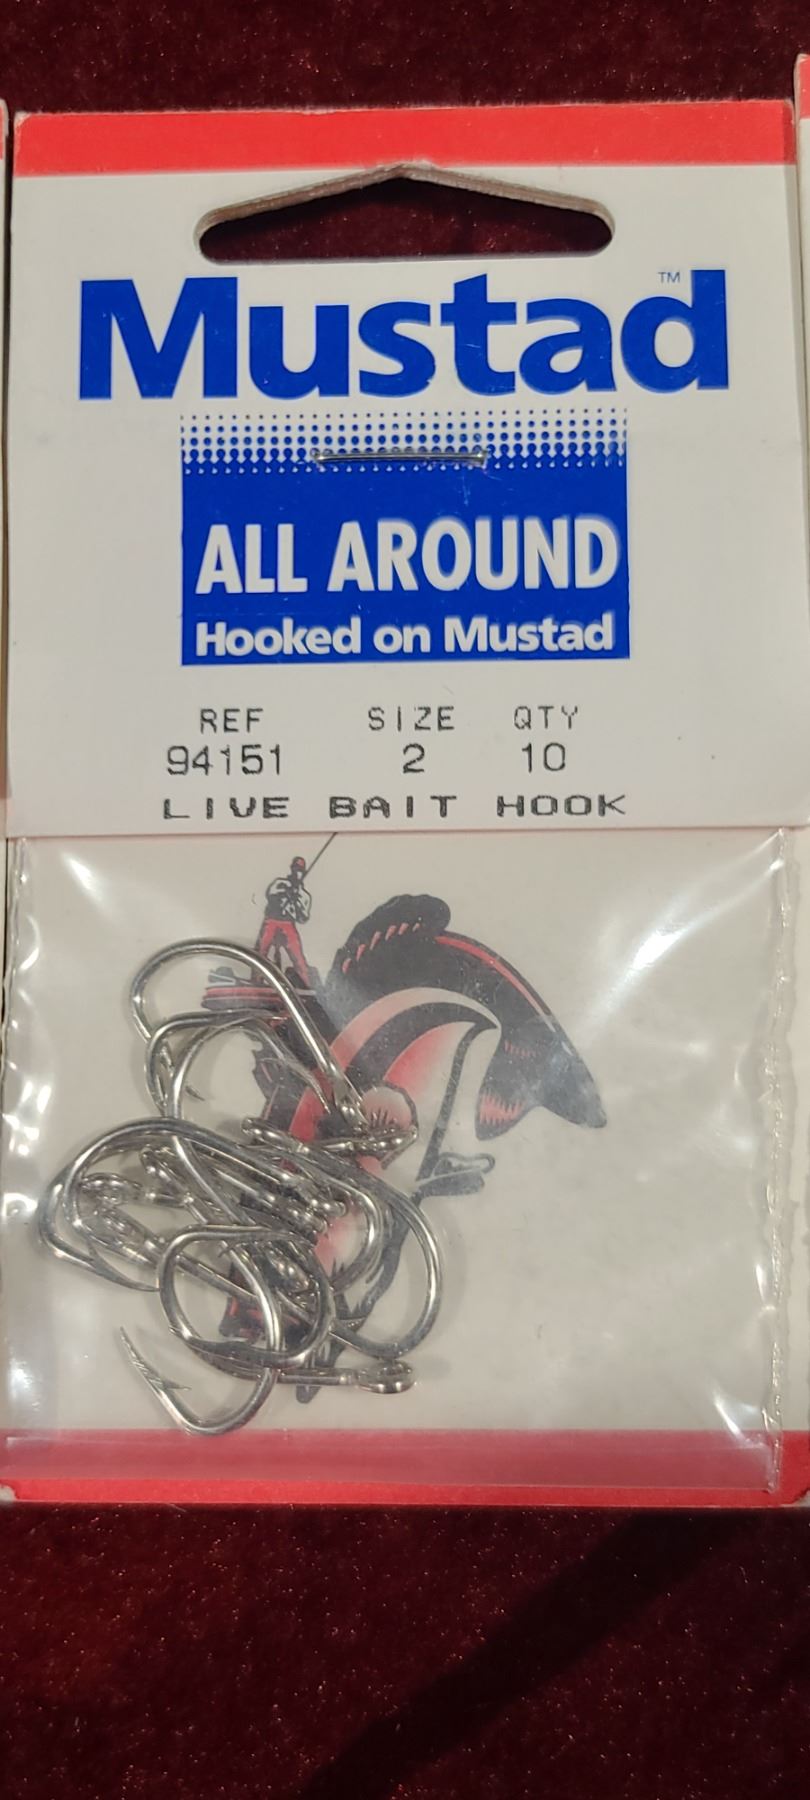 Mustad™
ALL AROUND
Hooked on Mustad
REF SIZE QTY
94151 2 10
LIVE BAIT HOOK